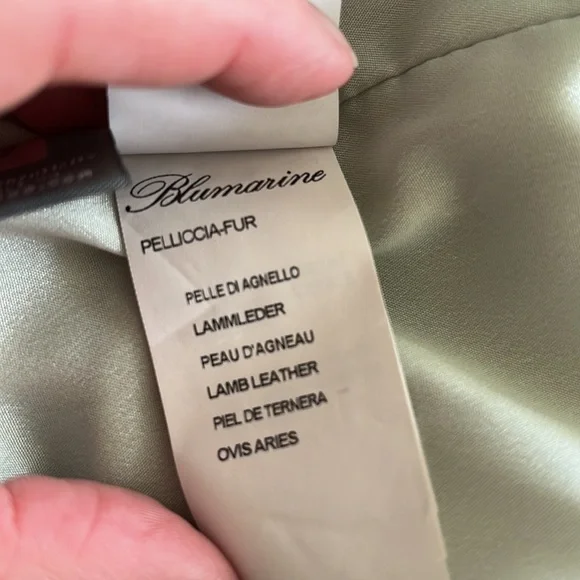 Blumarine
PELLICCIA-FUR
PELLE DI AGNELLO
LAMMLEDER
PEAU D'AGNEAU
LAMB LEATHER
PIEL DE TERNERA
OVIS ARIES